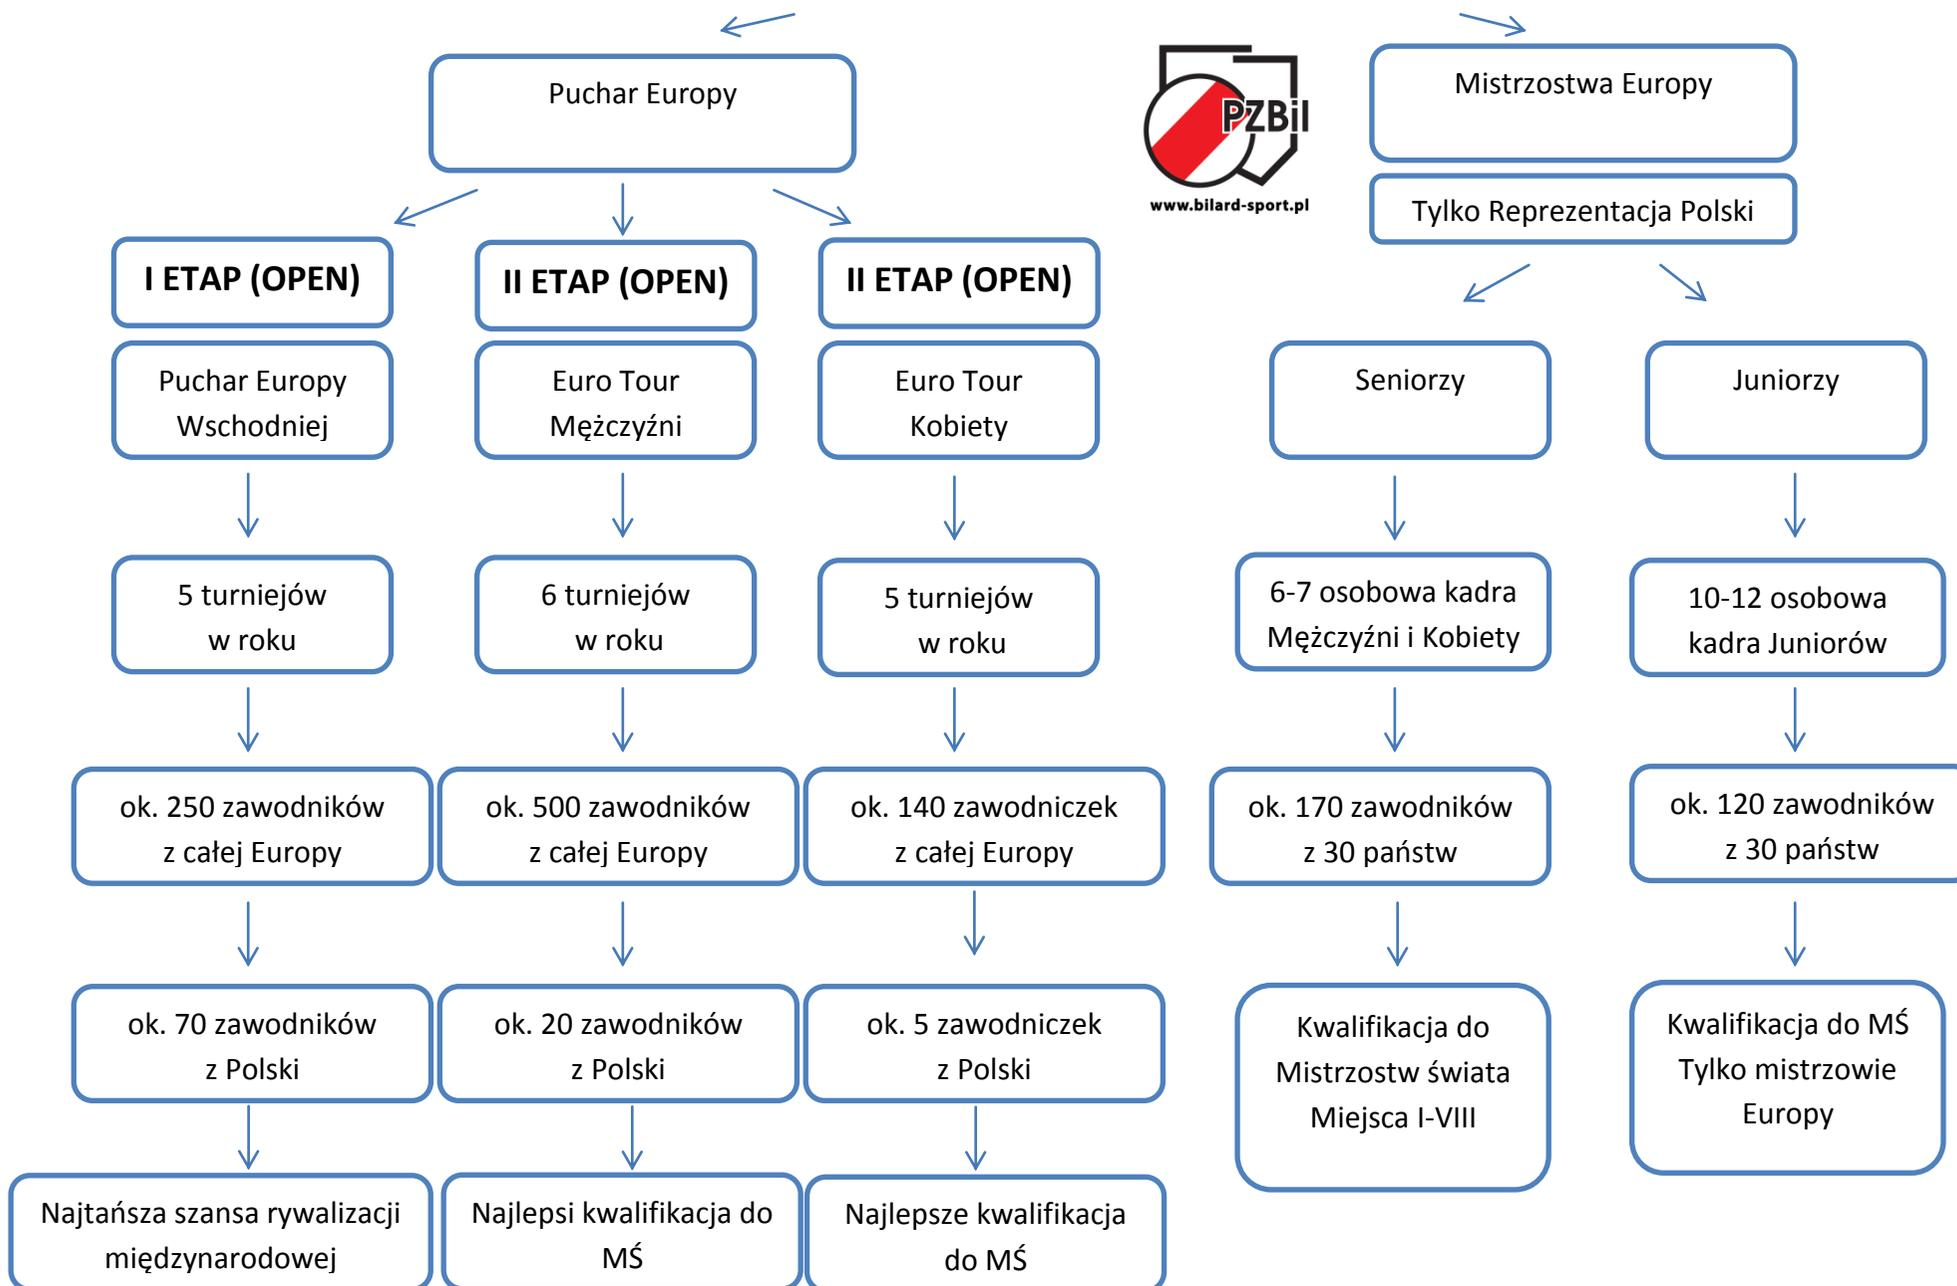 Puchar Europy
PZBil
www.bilard-sport.pl
Mistrzostwa Europy
Tylko Reprezentacja Polski
I ETAP (OPEN)
II ETAP (OPEN)
II ETAP (OPEN)
Puchar Europy
Wschodniej
Euro Tour
Mężczyźni
Euro Tour
Kobiety
Seniorzy
Juniorzy
5 turniejów
w roku
6 turniejów
w roku
5 turniejów
w roku
6-7 osobowa kadra
Mężczyźni i Kobiety
10-12 osobowa
kadra Juniorów
ok. 250 zawodników
z całej Europy
ok. 500 zawodników
z całej Europy
ok. 140 zawodniczek
z całej Europy
ok. 170 zawodników
z 30 państw
ok. 120 zawodników
z 30 państw
ok. 70 zawodników
z Polski
ok. 20 zawodników
z Polski
ok. 5 zawodniczek
z Polski
Kwalifikacja do
Mistrzostw świata
Miejsca I-VIII
Kwalifikacja do MŚ
Tylko mistrzowie
Europy
Najtańsza szansa rywalizacji
międzynarodowej
Najlepsi kwalifikacja do
MŚ
Najlepsze kwalifikacja
do MŚ